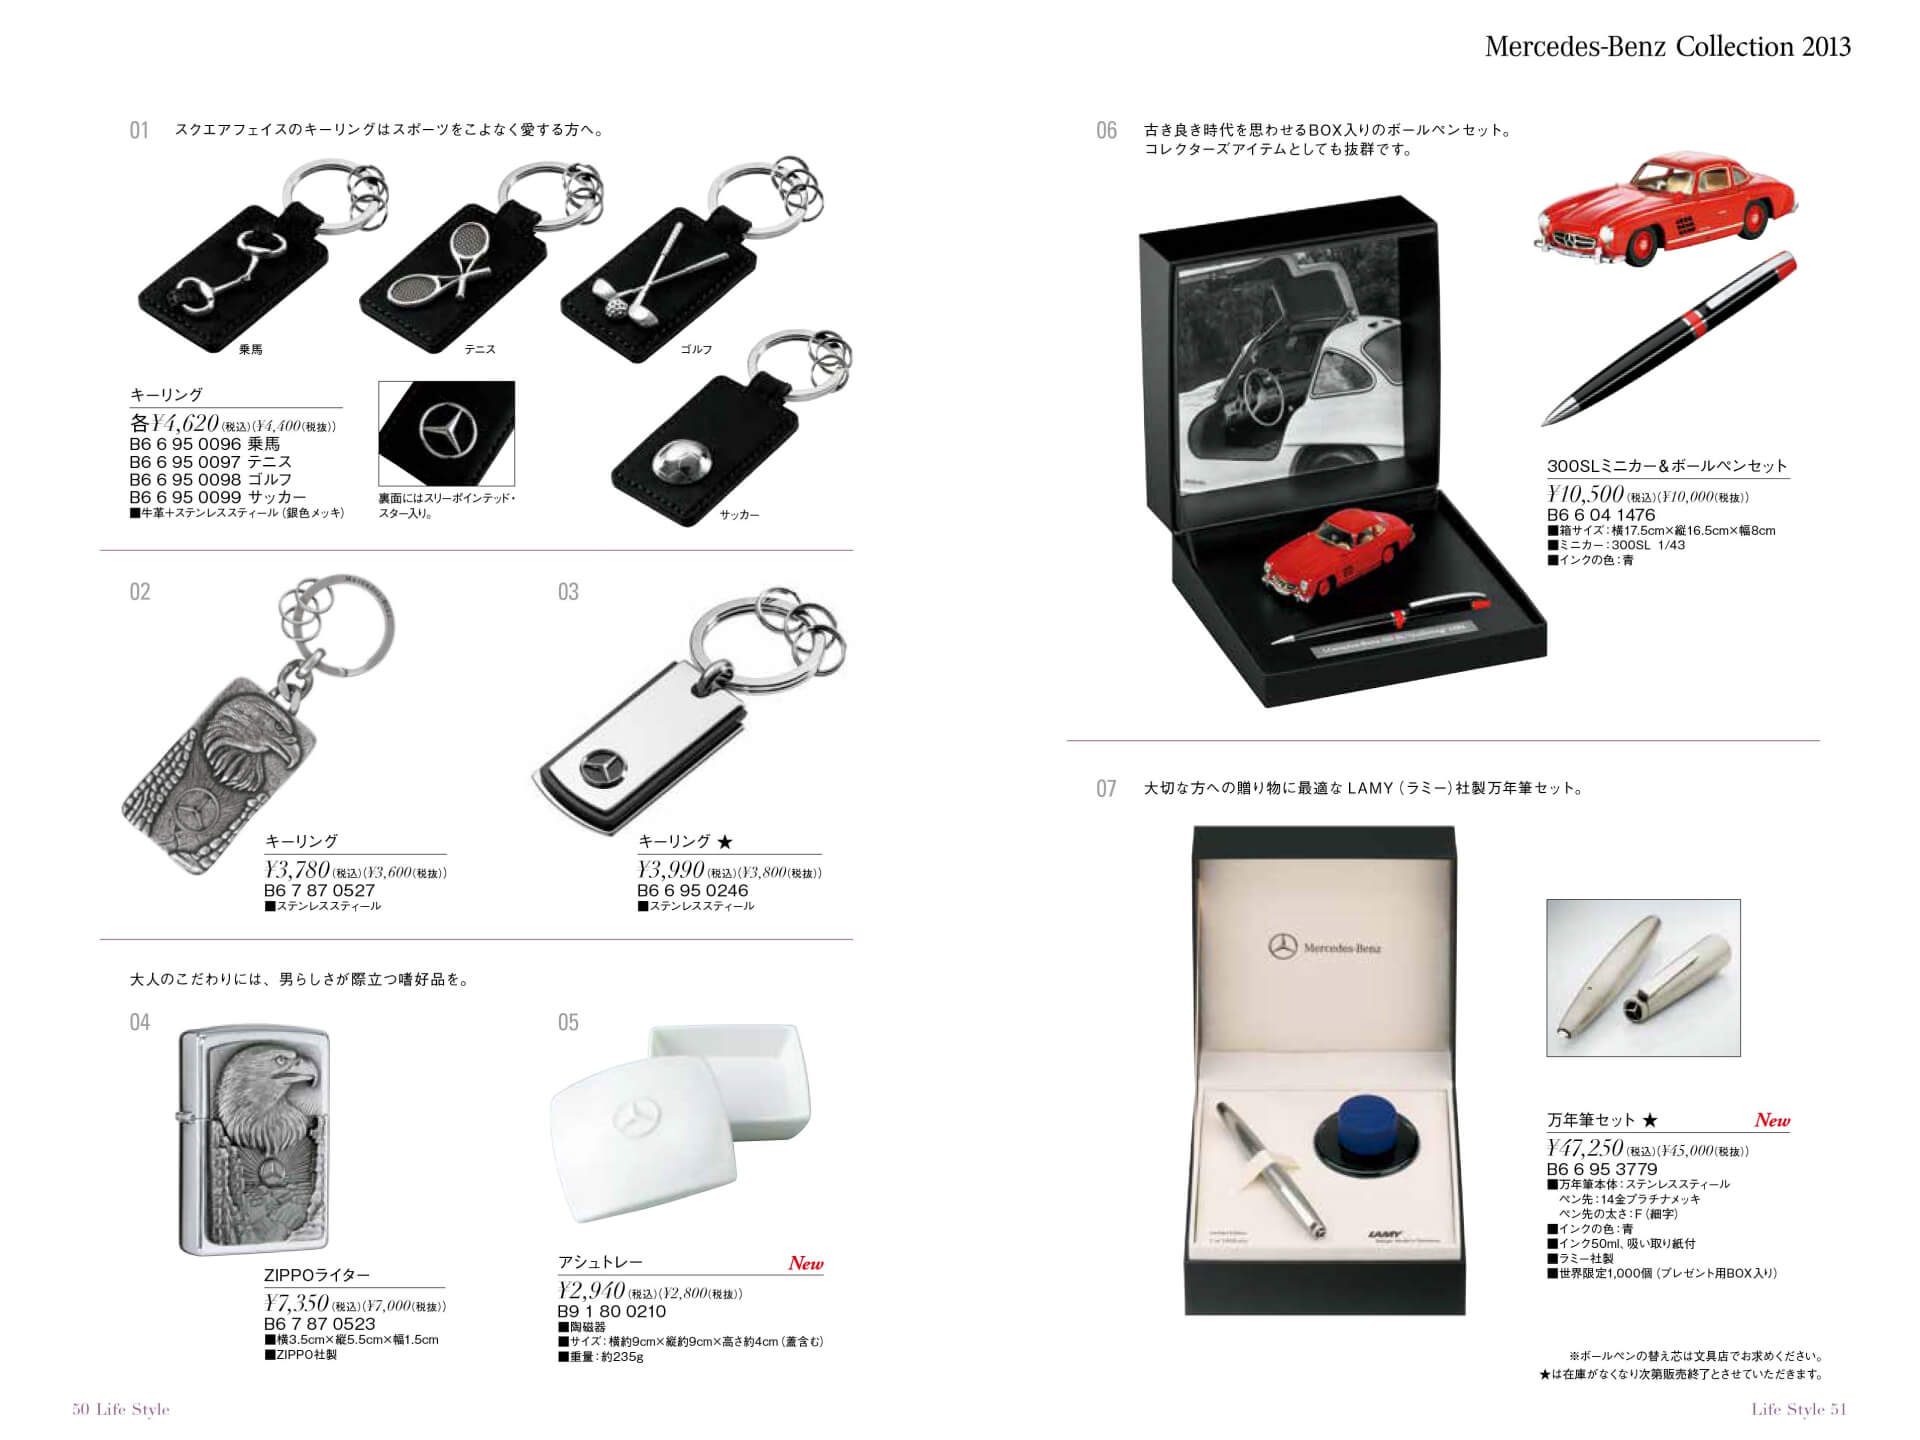 Mercedes-Benz Collection 2013
01 スクエアフェイスのキーリングはスポーツをこよなく愛する方へ。
乗馬
テニス
ゴルフ
サッカー
キーリング
各¥4,620(税込)(¥4,400(税抜))
B6 6 95 0096 乗馬
B6 6 95 0097 テニス
B6 6 95 0098 ゴルフ
B6 6 95 0099 サッカー
■牛革+ステンレススティール（銀色メッキ）
裏面にはスリーポインテッド・
スター入り。
02
キーリング
¥3,780(税込)(¥3,600(税抜))
B6 7 87 0527
■ステンレススティール
03
キーリング ★
¥3,990(税込)(¥3,800(税抜))
B6 6 95 0246
■ステンレススティール
大人のこだわりには、男らしさが際立つ嗜好品を。
04
ZIPPOライター
¥7,350(税込)(¥7,000(税抜))
B6 7 87 0523
■横3.5cm×縦5.5cm×幅1.5cm
■ZIPPO社製
05
アシュトレー New
¥2,940(税込)(¥2,800(税抜))
B9 1 80 0210
■陶磁器
■サイズ：横約9cm×縦約9cm×高さ約4cm（蓋含む）
■重量：約235g
50 Life Style
06 古き良き時代を思わせるBOX入りのボールペンセット。
コレクターズアイテムとしても抜群です。
300SLミニカー＆ボールペンセット
¥10,500(税込)(¥10,000(税抜))
B6 6 04 1476
■箱サイズ：横17.5cm×縦16.5cm×幅8cm
■ミニカー：300SL 1/43
■インクの色：青
07 大切な方への贈り物に最適なLAMY（ラミー）社製万年筆セット。
Mercedes-Benz
LAMY
万年筆セット ★ New
¥47,250(税込)(¥45,000(税抜))
B6 6 95 3779
■万年筆本体：ステンレススティール
ペン先：14金プラチナメッキ
ペン先の太さ：F（細字）
■インクの色：青
■インク50ml、吸い取り紙付
■ラミー社製
■世界限定1,000個（プレゼント用BOX入り）
※ボールペンの替え芯は文具店でお求めください。
★は在庫がなくなり次第販売終了とさせていただきます。
Life Style 51